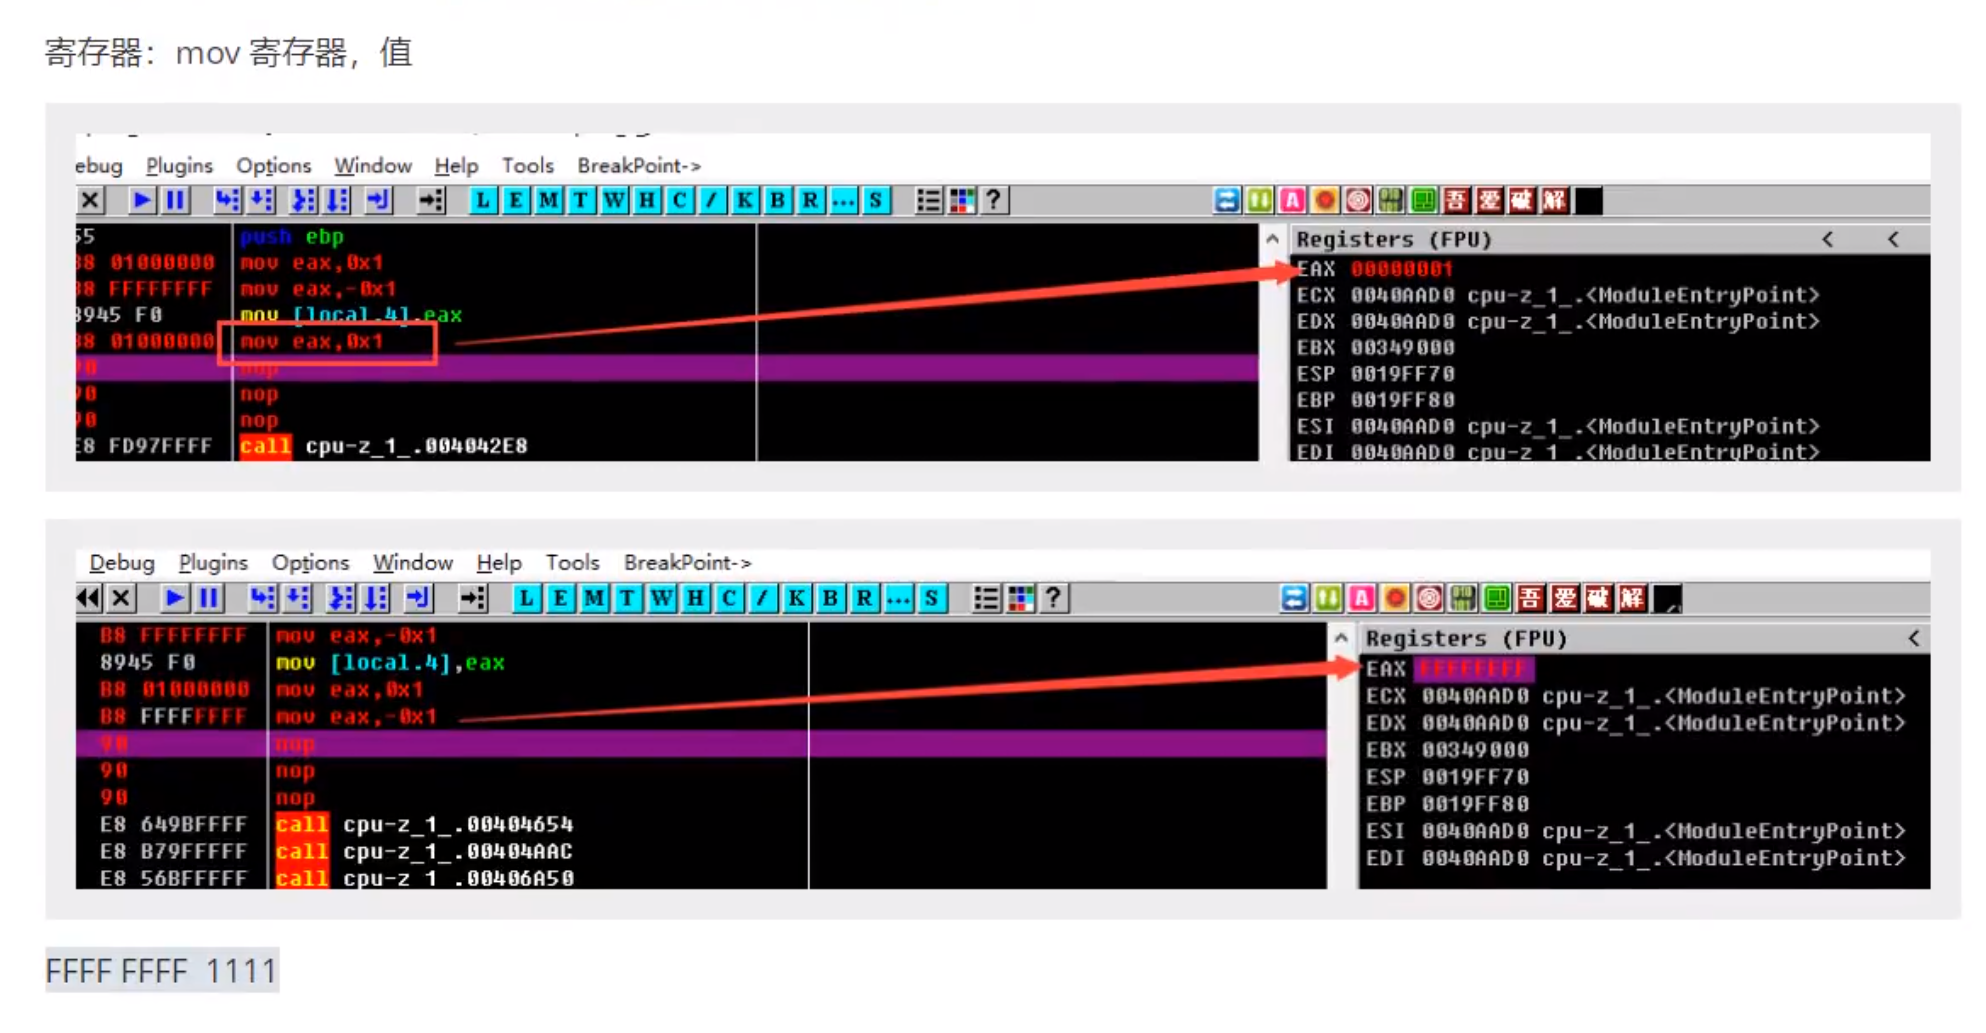 寄存器：mov 寄存器，值
ebug Plugins Options Window Help Tools BreakPoint->
L E M T W H C / K B R ... S ? A 吾 爱 破 解
55 push ebp
B8 01000000 mov eax,0x1
B8 FFFFFFFF mov eax,-0x1
8945 F0 mov [local.4],eax
B8 01000000 mov eax,0x1
90 nop
90 nop
90 nop
E8 FD97FFFF call cpu-z_1_.004042E8
Registers (FPU) < <
EAX 00000001
ECX 0040AAD0 cpu-z_1_.<ModuleEntryPoint>
EDX 0040AAD0 cpu-z_1_.<ModuleEntryPoint>
EBX 00349000
ESP 0019FF70
EBP 0019FF80
ESI 0040AAD0 cpu-z_1_.<ModuleEntryPoint>
EDI 0040AAD0 cpu-z_1_.<ModuleEntryPoint>
Debug Plugins Options Window Help Tools BreakPoint->
L E M T W H C / K B R ... S ? A 吾 爱 破 解
B8 FFFFFFFF mov eax,-0x1
8945 F0 mov [local.4],eax
B8 01000000 mov eax,0x1
B8 FFFFFFFF mov eax,-0x1
90 nop
90 nop
90 nop
E8 649BFFFF call cpu-z_1_.00404654
E8 B79FFFFF call cpu-z_1_.00404AAC
E8 56BFFFFF call cpu-z_1_.00406A50
Registers (FPU) <
EAX FFFFFFFF
ECX 0040AAD0 cpu-z_1_.<ModuleEntryPoint>
EDX 0040AAD0 cpu-z_1_.<ModuleEntryPoint>
EBX 00349000
ESP 0019FF70
EBP 0019FF80
ESI 0040AAD0 cpu-z_1_.<ModuleEntryPoint>
EDI 0040AAD0 cpu-z_1_.<ModuleEntryPoint>
FFFF FFFF 1111